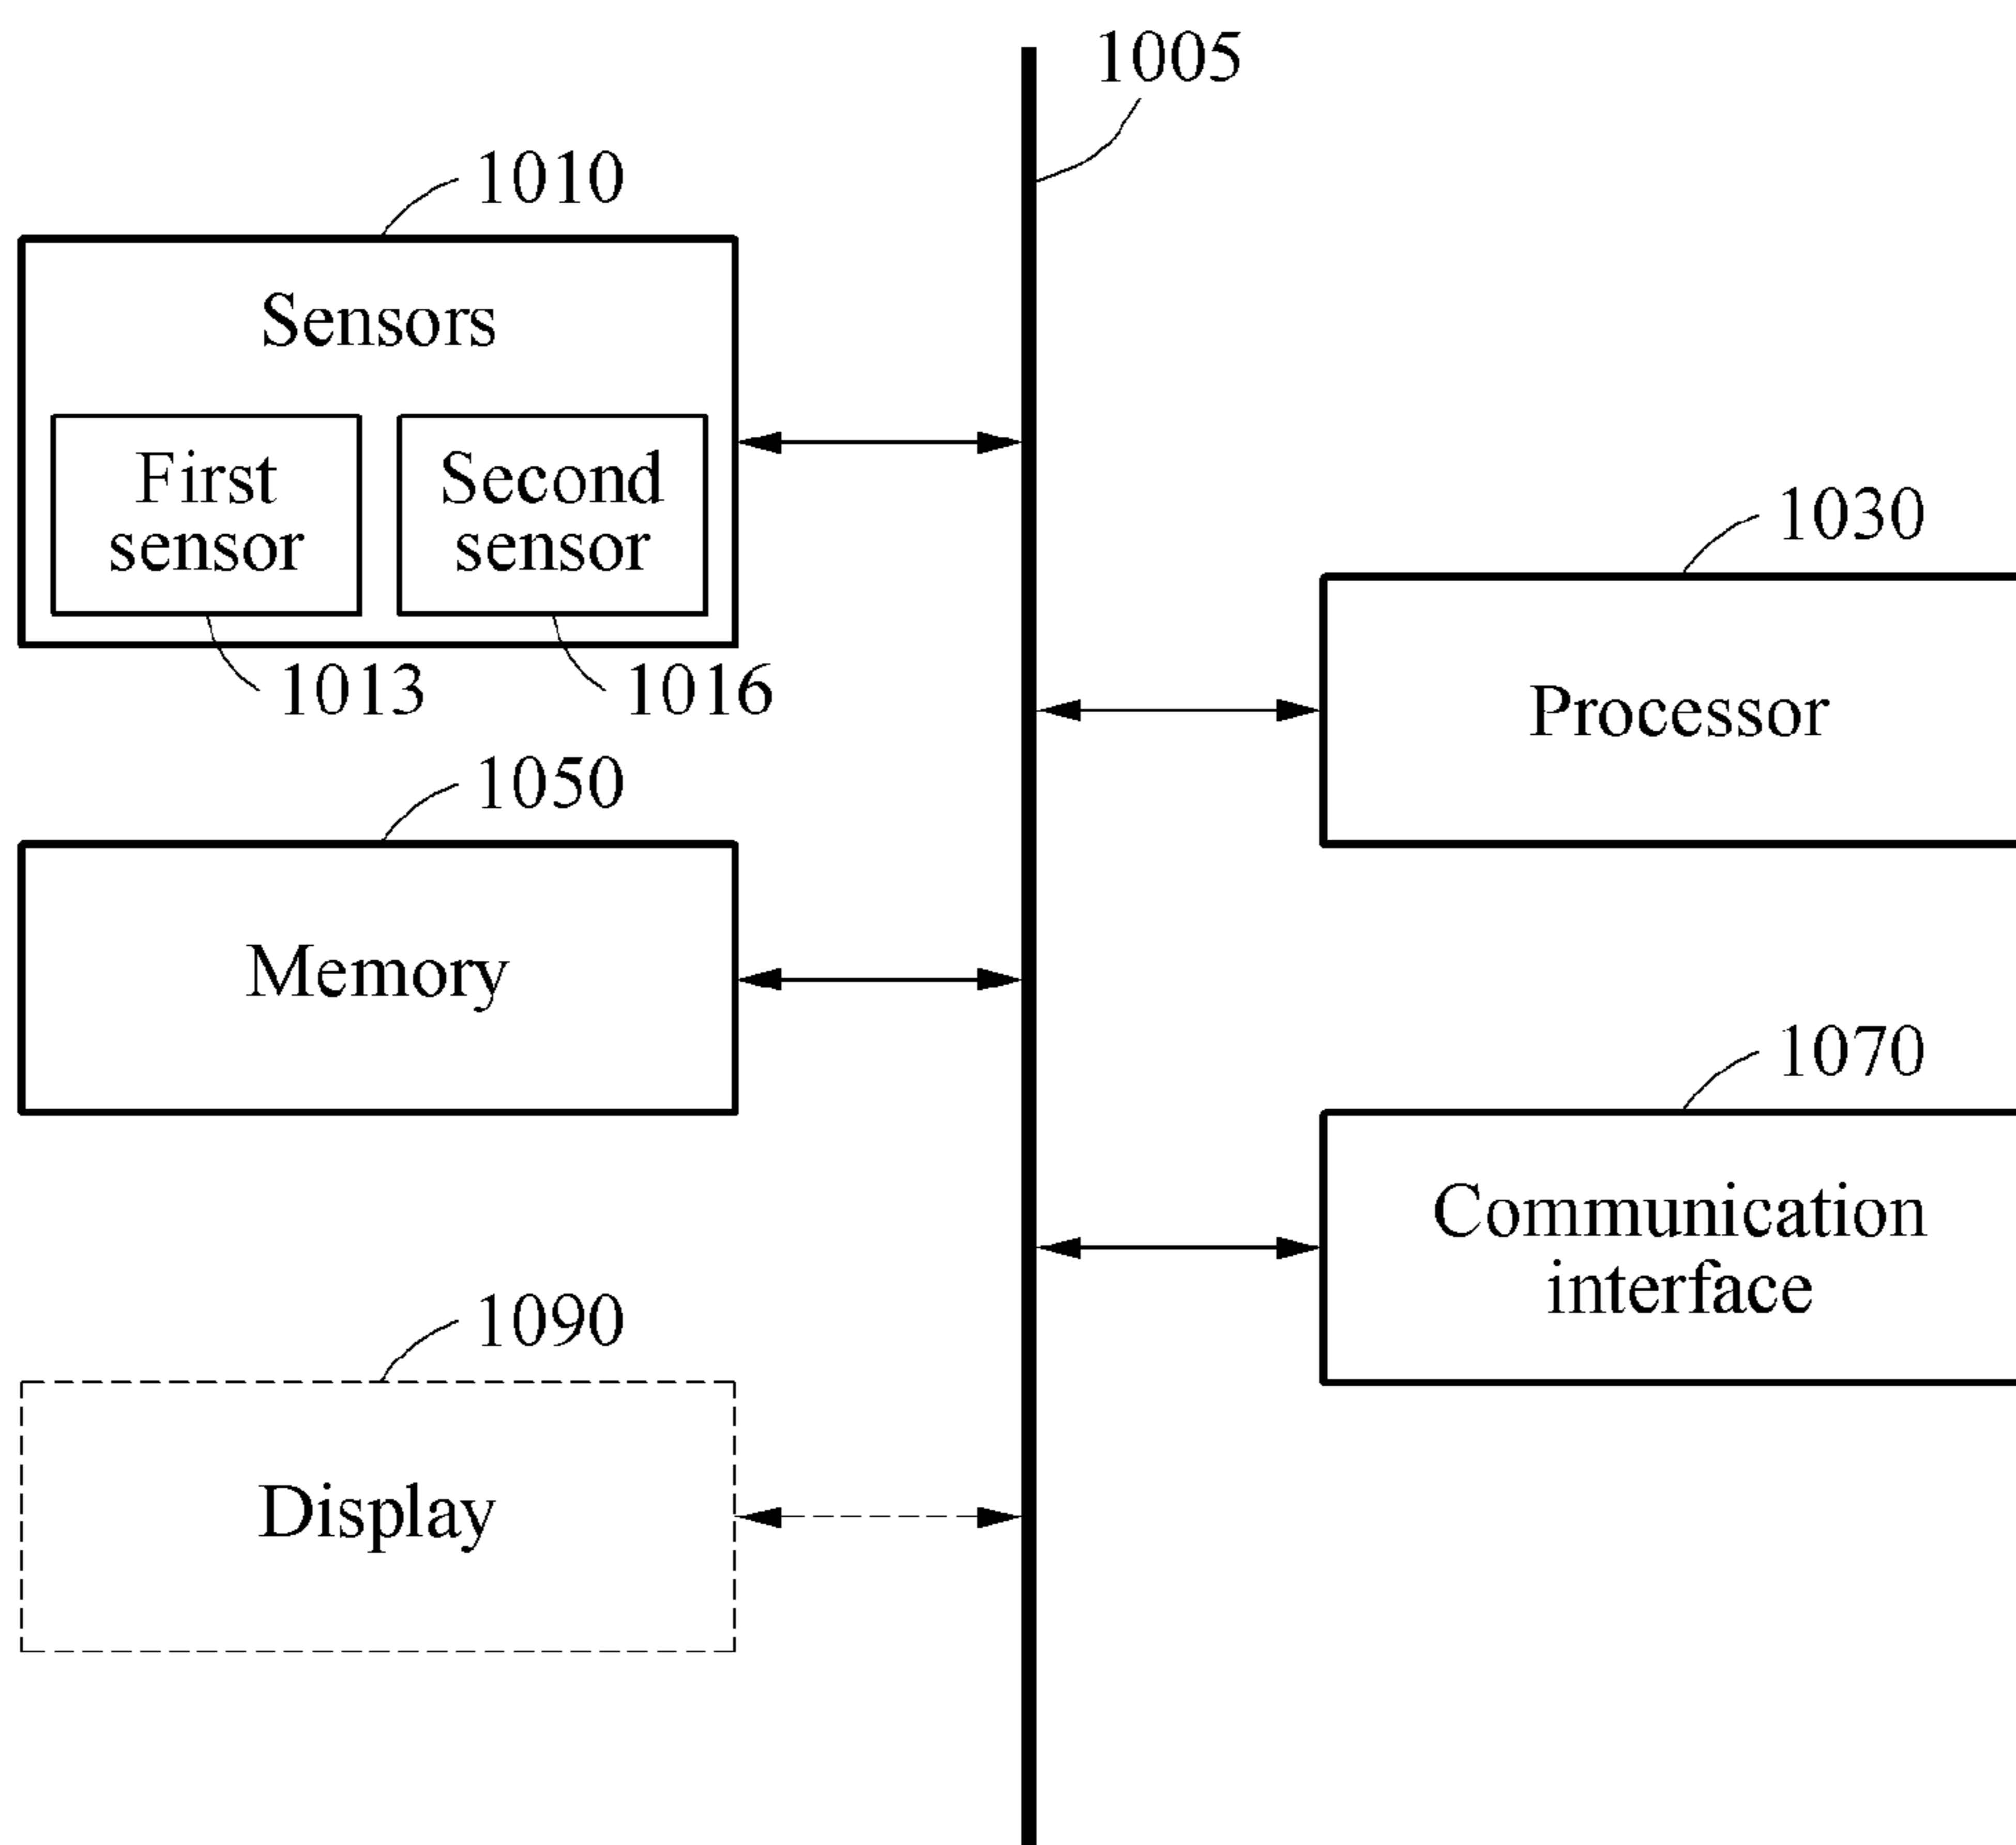 1005
1010
Sensors
First
sensor
Second
sensor
1013
1016
1030
Processor
1050
Memory
1070
Communication
interface
1090
Display